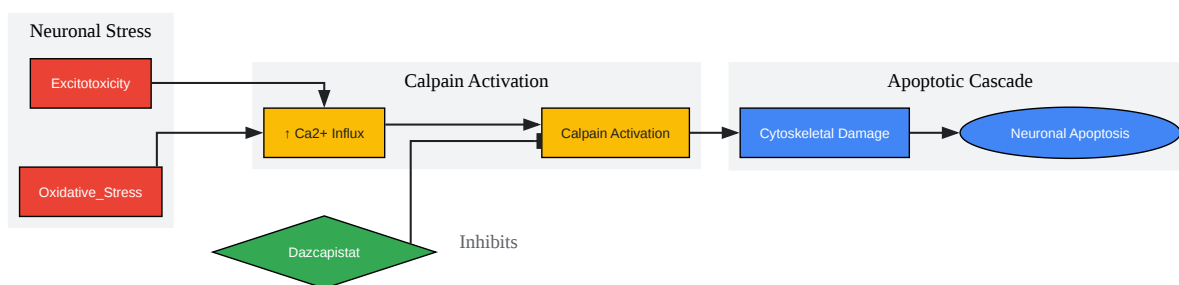 Neuronal Stress
Excitotoxicity
Oxidative_Stress
Calpain Activation
↑ Ca2+ Influx
Calpain Activation
Dazcapistat
Inhibits
Apoptotic Cascade
Cytoskeletal Damage
Neuronal Apoptosis